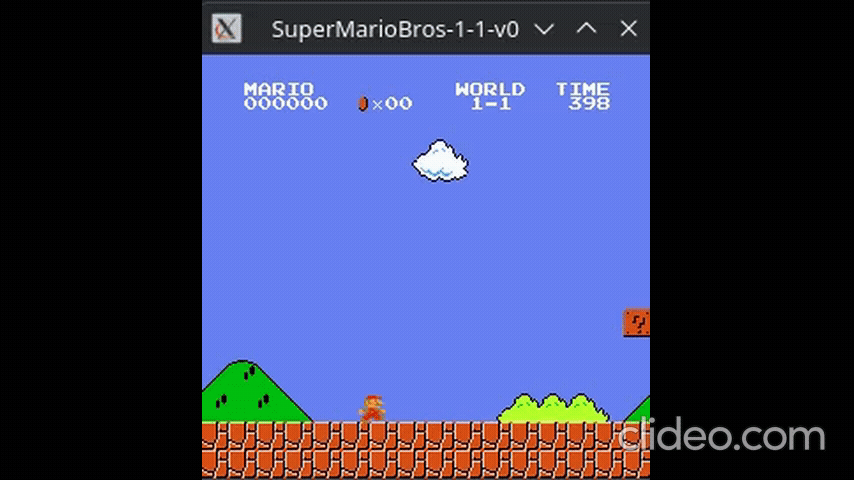 SuperMarioBros-1-1-v0
MARIO WORLD TIME
000000 ×00 1-1 398
?
clideo.com